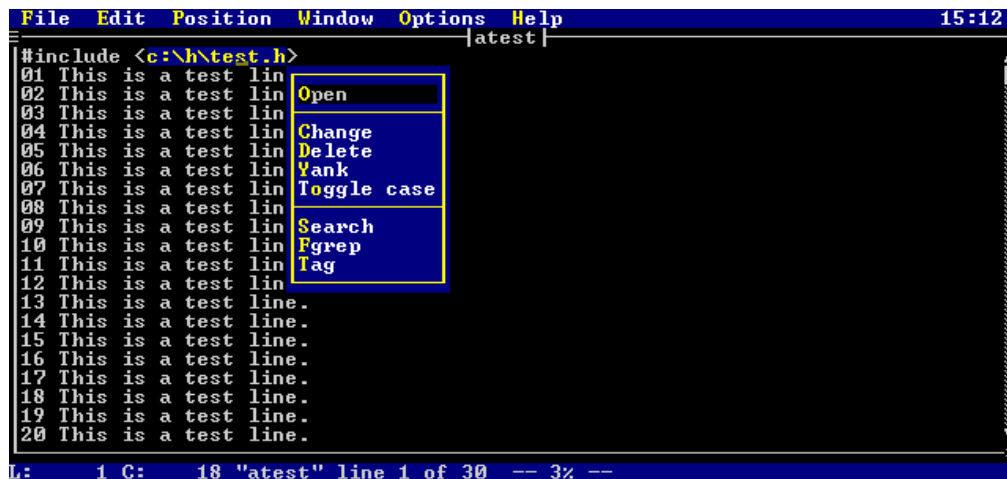 File Edit Position Window Options Help 15:12
atest
#include <c:\h\test.h>
01 This is a test lin
02 This is a test lin Open
03 This is a test lin
04 This is a test lin Change
05 This is a test lin Delete
06 This is a test lin Yank
07 This is a test lin Toggle case
08 This is a test lin
09 This is a test lin Search
10 This is a test lin Fgrep
11 This is a test lin Tag
12 This is a test lin
13 This is a test line.
14 This is a test line.
15 This is a test line.
16 This is a test line.
17 This is a test line.
18 This is a test line.
19 This is a test line.
20 This is a test line.
L: 1 C: 18 "atest" line 1 of 30 -- 3% --